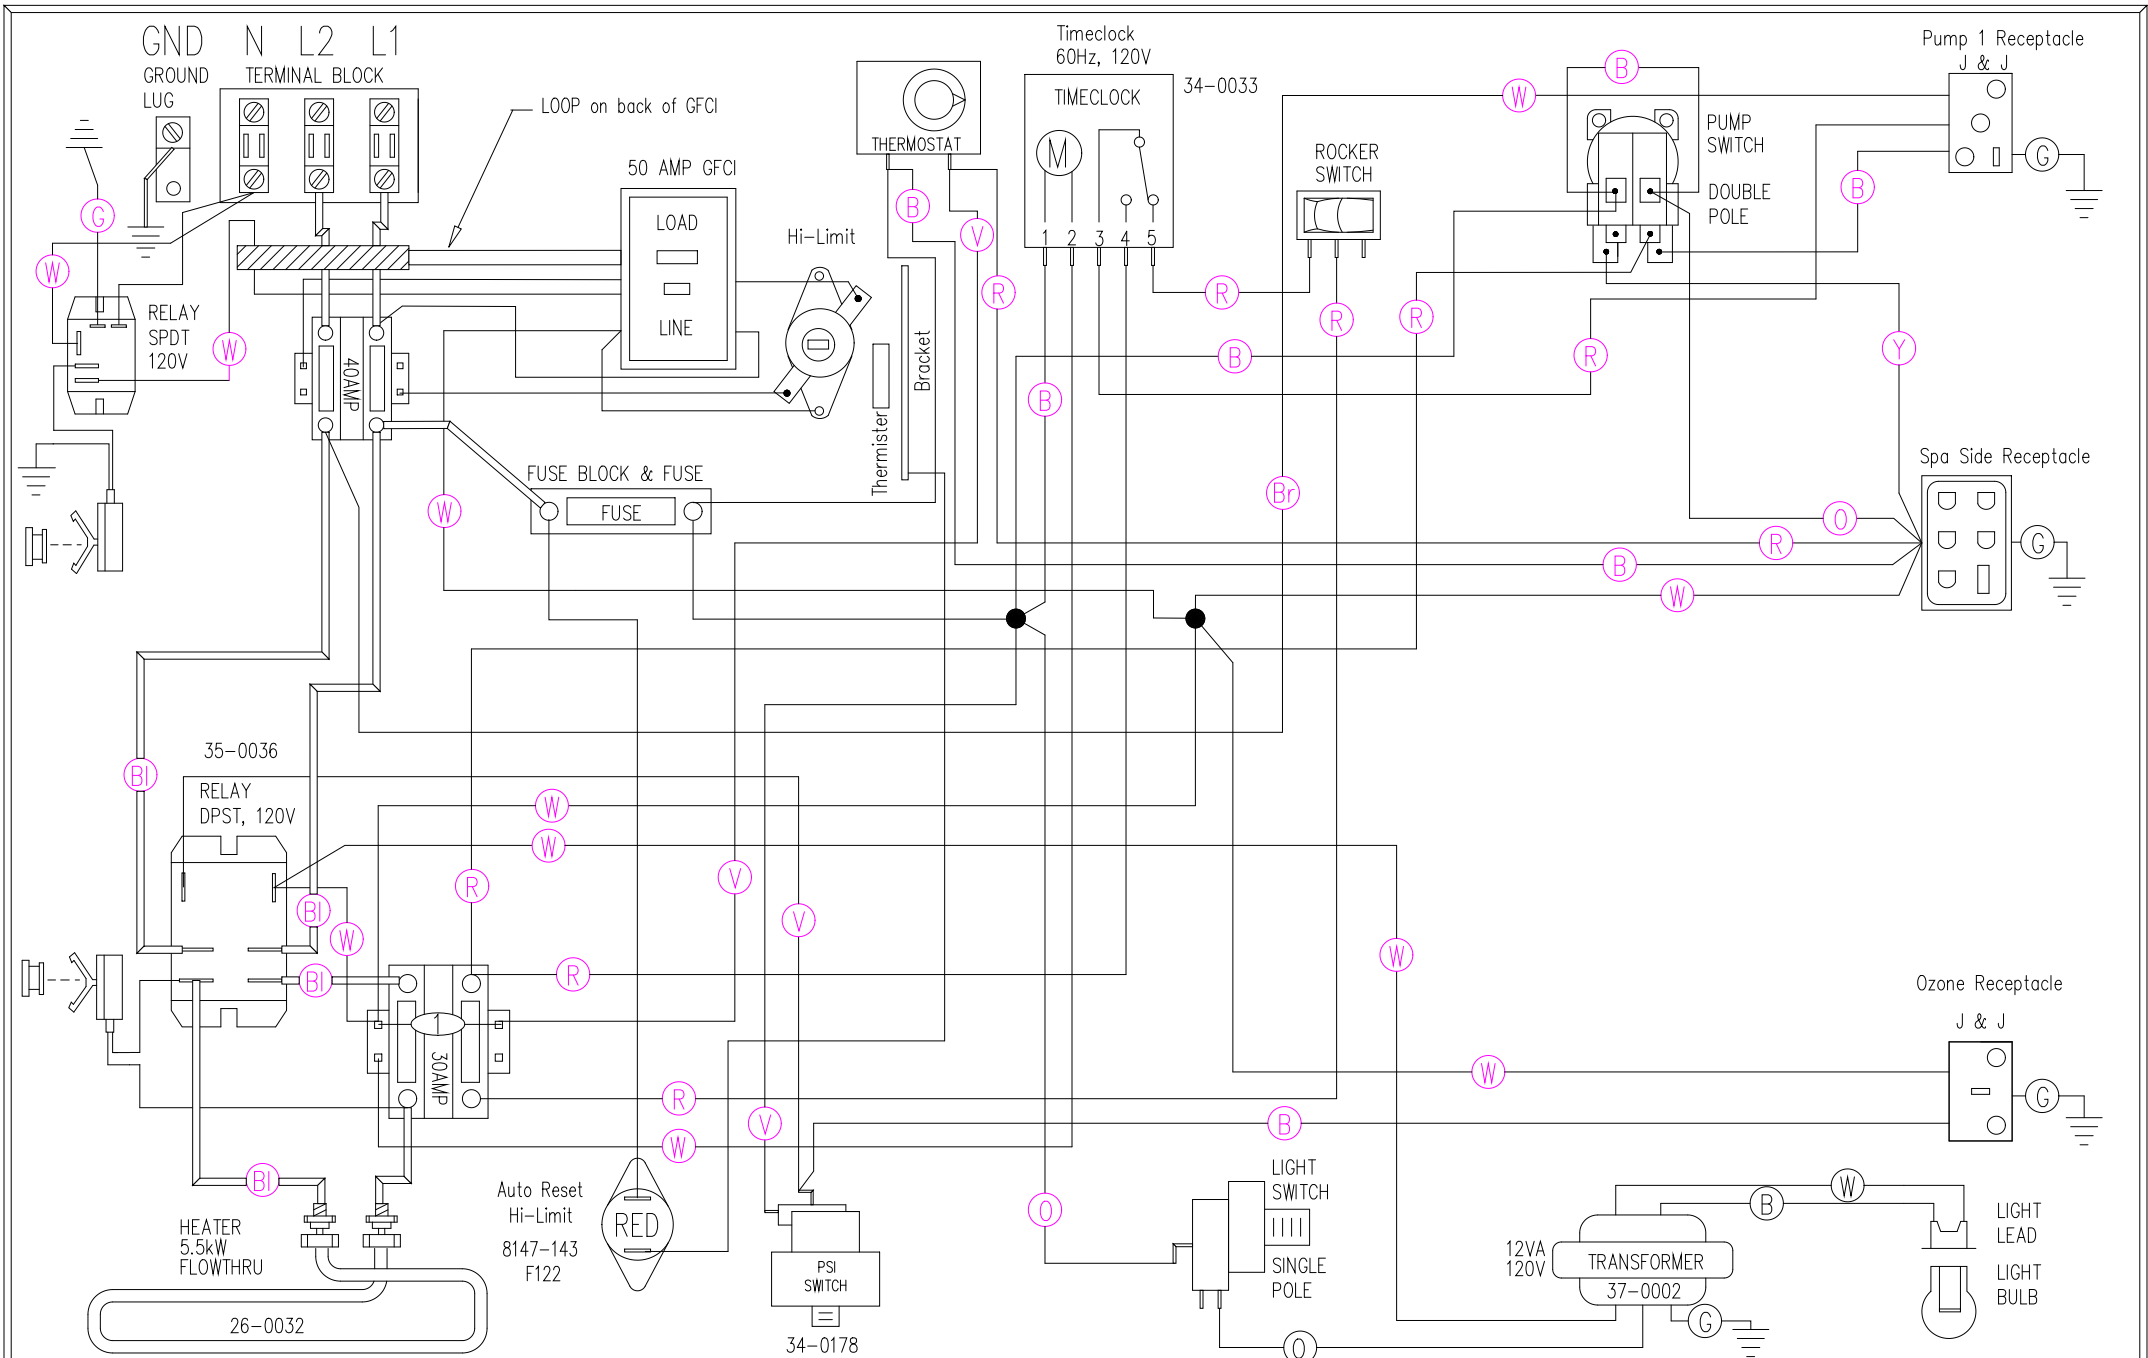 GND N L2 L1
GROUND
LUG
TERMINAL BLOCK
LOOP on back of GFCI
50 AMP GFCI
LOAD
LINE
Hi-Limit
THERMOSTAT
Timeclock
60Hz, 120V
34-0033
TIMECLOCK
M
1 2 3 4 5
ROCKER
SWITCH
B
PUMP
SWITCH
DOUBLE
POLE
Pump 1 Receptacle
J & J
W
G
B
G
W
RELAY
SPDT
120V
W
40AMP
B
V
R
R
R
R
B
R
Y
B
Bracket
Thermister
FUSE BLOCK & FUSE
FUSE
W
Br
Spa Side Receptacle
O
R
G
B
W
35-0036
RELAY
DPST, 120V
Bl
W
W
R
V
Bl
W
V
W
Bl
R
1
30AMP
R
W
V
Ozone Receptacle
J & J
W
G
B
Bl
Auto Reset
Hi-Limit
8147-143
F122
RED
HEATER
5.5kW
FLOWTHRU
26-0032
PSI
SWITCH
34-0178
O
LIGHT
SWITCH
SINGLE
POLE
O
12VA
120V
TRANSFORMER
37-0002
G
W
B
LIGHT
LEAD
LIGHT
BULB